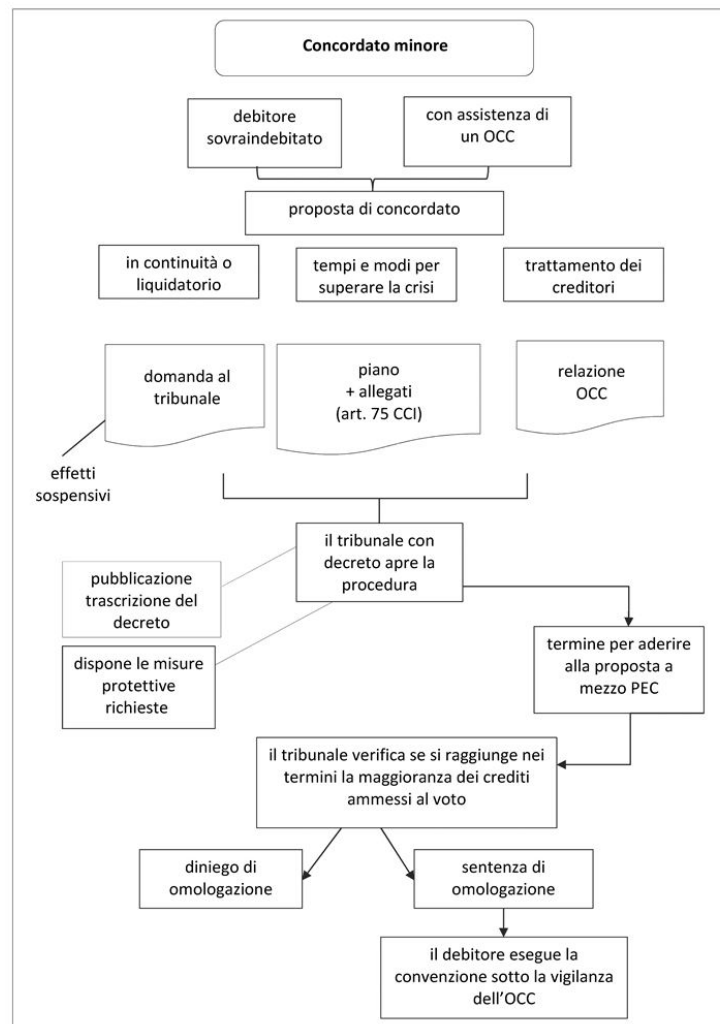 Concordato minore
debitore
sovraindebitato
con assistenza di
un OCC
proposta di concordato
in continuità o
liquidatorio
tempi e modi per
superare la crisi
trattamento dei
creditori
domanda al
tribunale
piano
+ allegati
(art. 75 CCI)
relazione
OCC
effetti
sospensivi
il tribunale con
decreto apre la
procedura
pubblicazione
trascrizione del
decreto
dispone le misure
protettive
richieste
termine per aderire
alla proposta a
mezzo PEC
il tribunale verifica se si raggiunge nei
termini la maggioranza dei crediti
ammessi al voto
diniego di
omologazione
sentenza di
omologazione
il debitore esegue la
convenzione sotto la vigilanza
dell'OCC